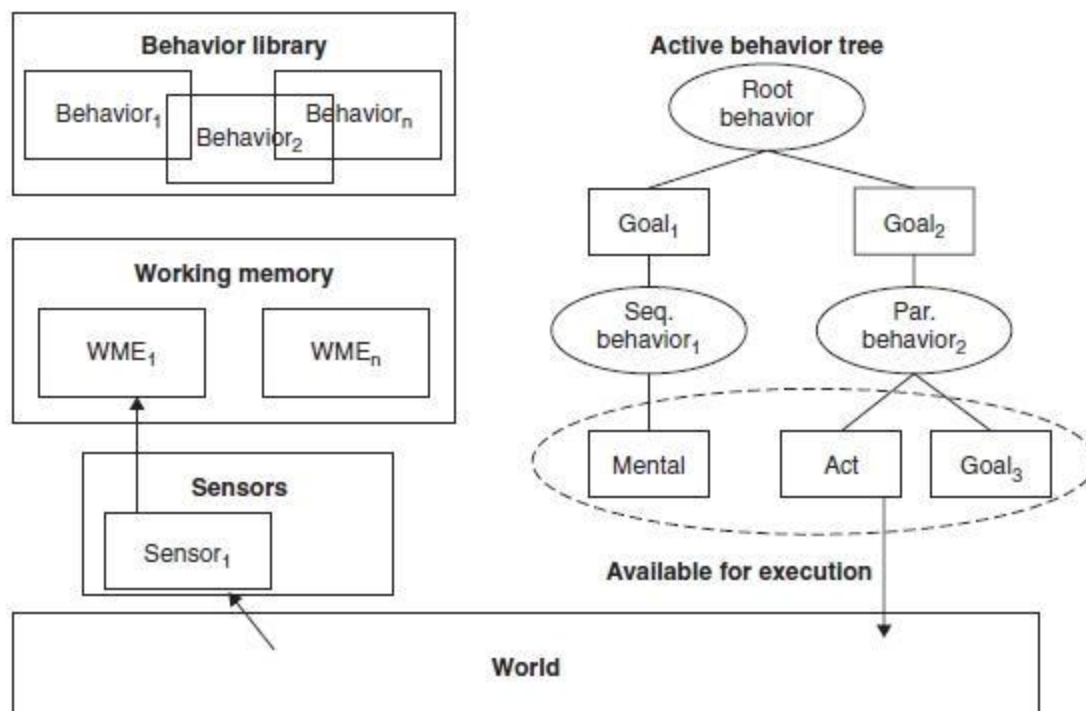 Behavior library
Behavior₁
Behavior₂
Behaviorₙ
Working memory
WME₁
WMEₙ
Sensors
Sensor₁
Active behavior tree
Root
behavior
Goal₁
Goal₂
Seq.
behavior₁
Par.
behavior₂
Mental
Act
Goal₃
Available for execution
World